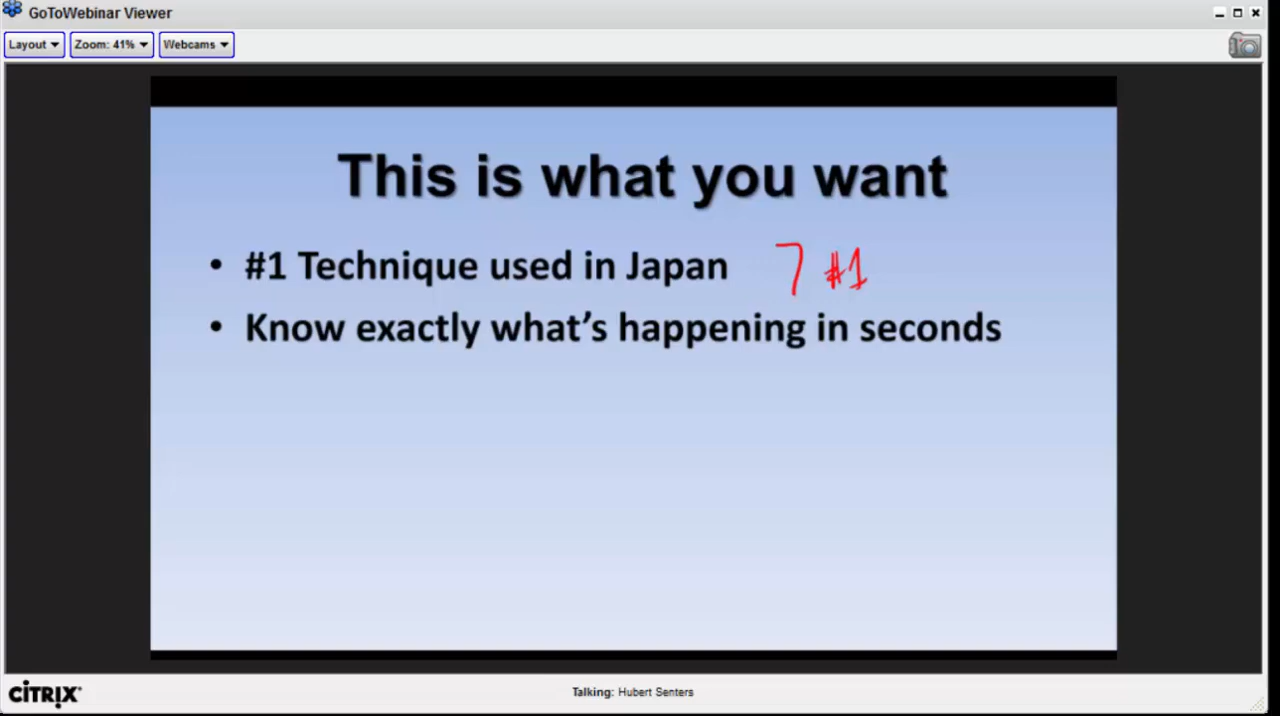 GoToWebinar Viewer
Layout Zoom: 41% Webcams
This is what you want
• #1 Technique used in Japan 7 #1
• Know exactly what's happening in seconds
CITRIX Talking: Hubert Senters